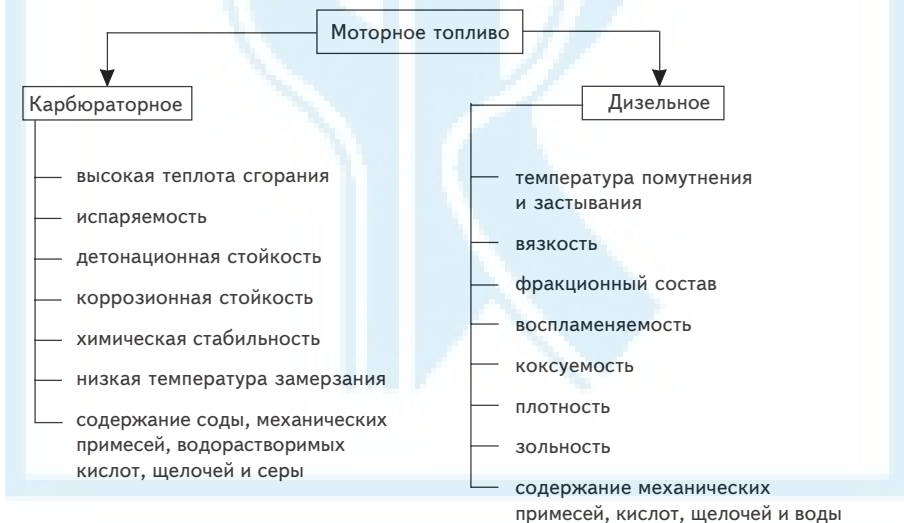 Моторное топливо
Карбюраторное
высокая теплота сгорания
испаряемость
детонационная стойкость
коррозионная стойкость
химическая стабильность
низкая температура замерзания
содержание соды, механических
примесей, водорастворимых
кислот, щелочей и серы
Дизельное
температура помутнения
и застывания
вязкость
фракционный состав
воспламеняемость
коксуемость
плотность
зольность
содержание механических
примесей, кислот, щелочей и воды